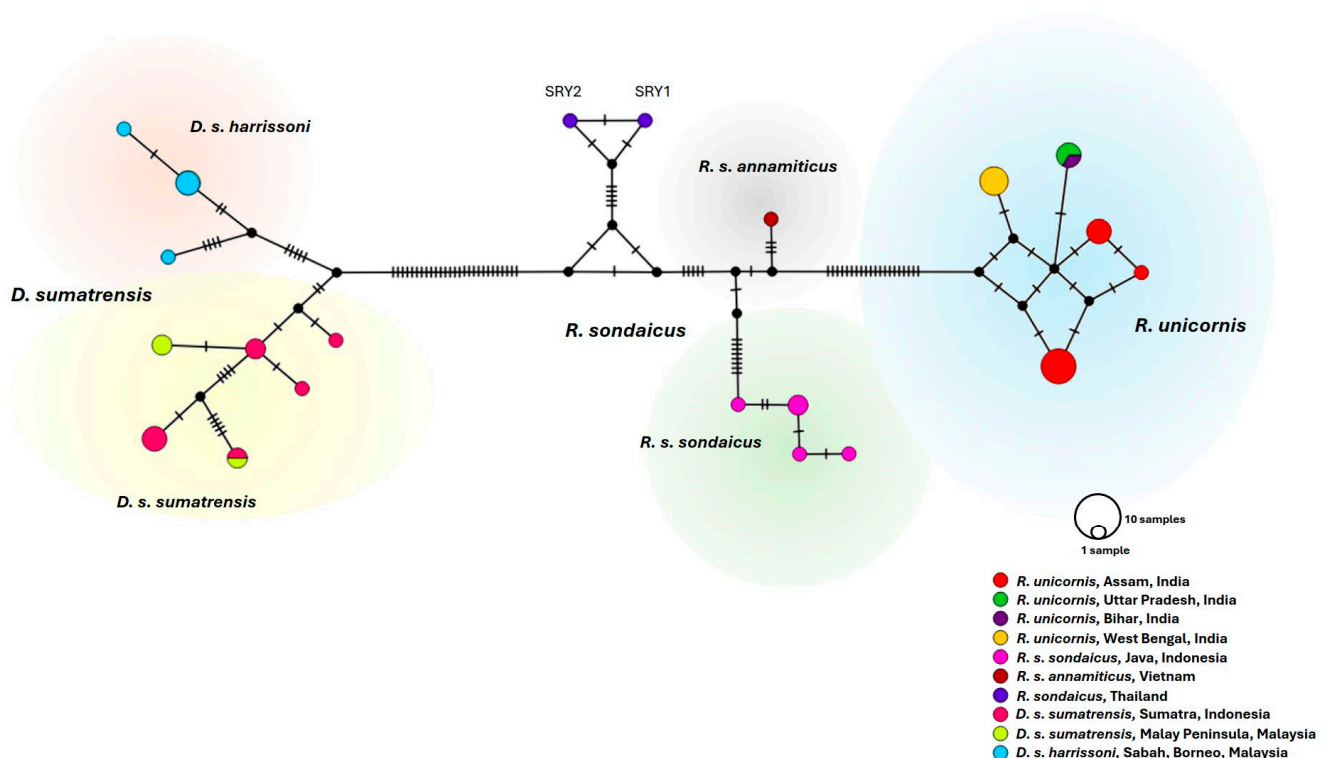 SRY2
SRY1
D. s. harrissoni
R. s. annamiticus
D. sumatrensis
R. sondaicus
R. unicornis
R. s. sondaicus
D. s. sumatrensis
10 samples
1 sample
R. unicornis, Assam, India
R. unicornis, Uttar Pradesh, India
R. unicornis, Bihar, India
R. unicornis, West Bengal, India
R. s. sondaicus, Java, Indonesia
R. s. annamiticus, Vietnam
R. sondaicus, Thailand
D. s. sumatrensis, Sumatra, Indonesia
D. s. sumatrensis, Malay Peninsula, Malaysia
D. s. harrissoni, Sabah, Borneo, Malaysia